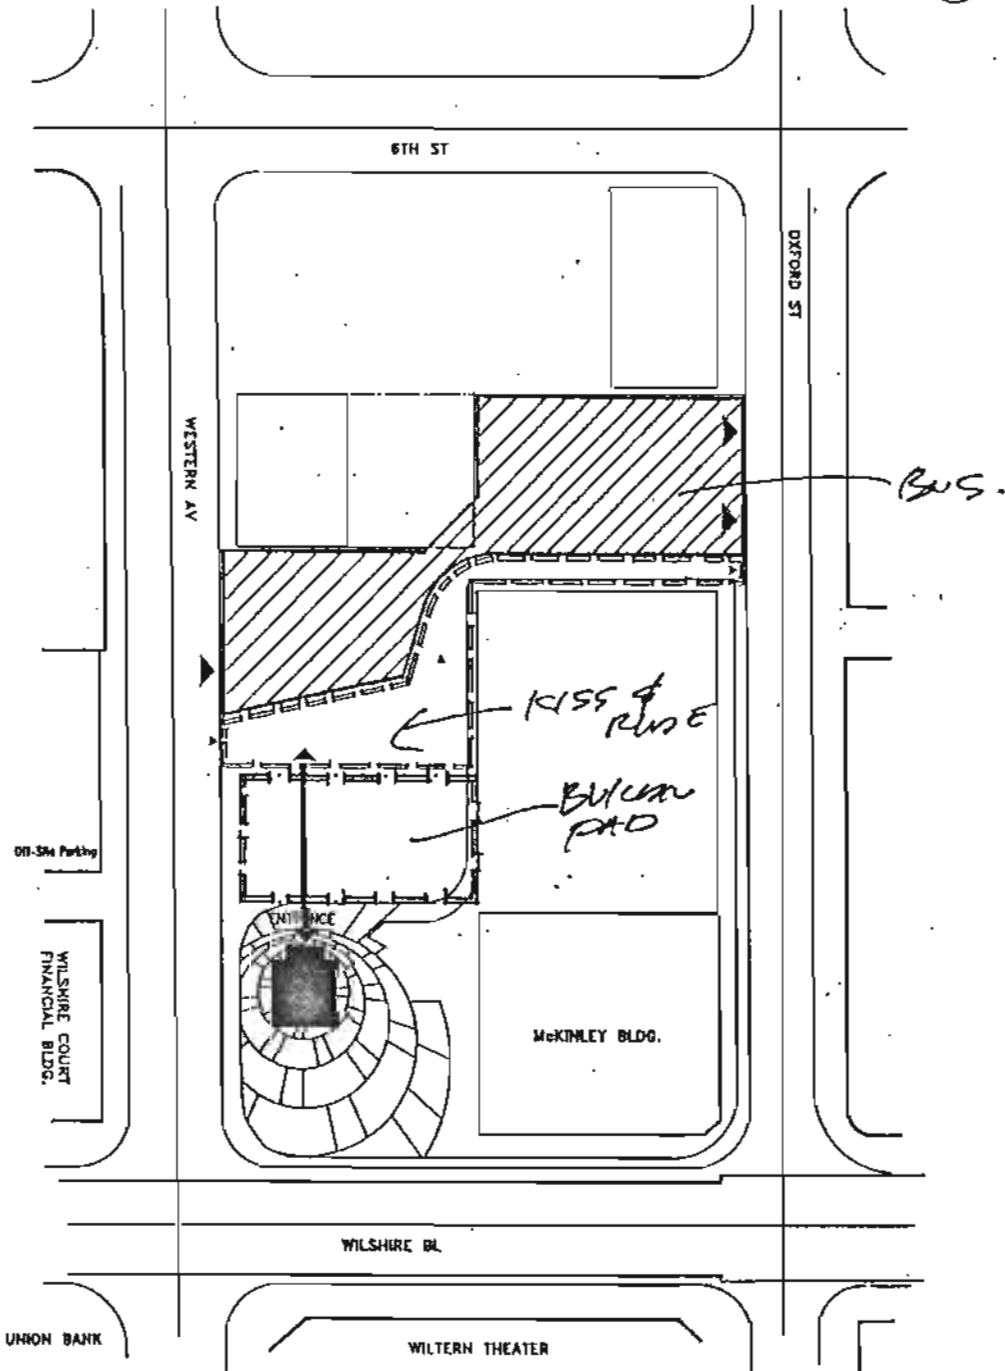 6TH ST
OXFORD ST
WESTERN AV
BUS.
KISS &
RIDE
PAD
Off-Site Parking
ENTRANCE
WILSHIRE COURT
FINANCIAL BLDG.
McKINLEY BLDG.
WILSHIRE BL
UNION BANK
WILTERN THEATER